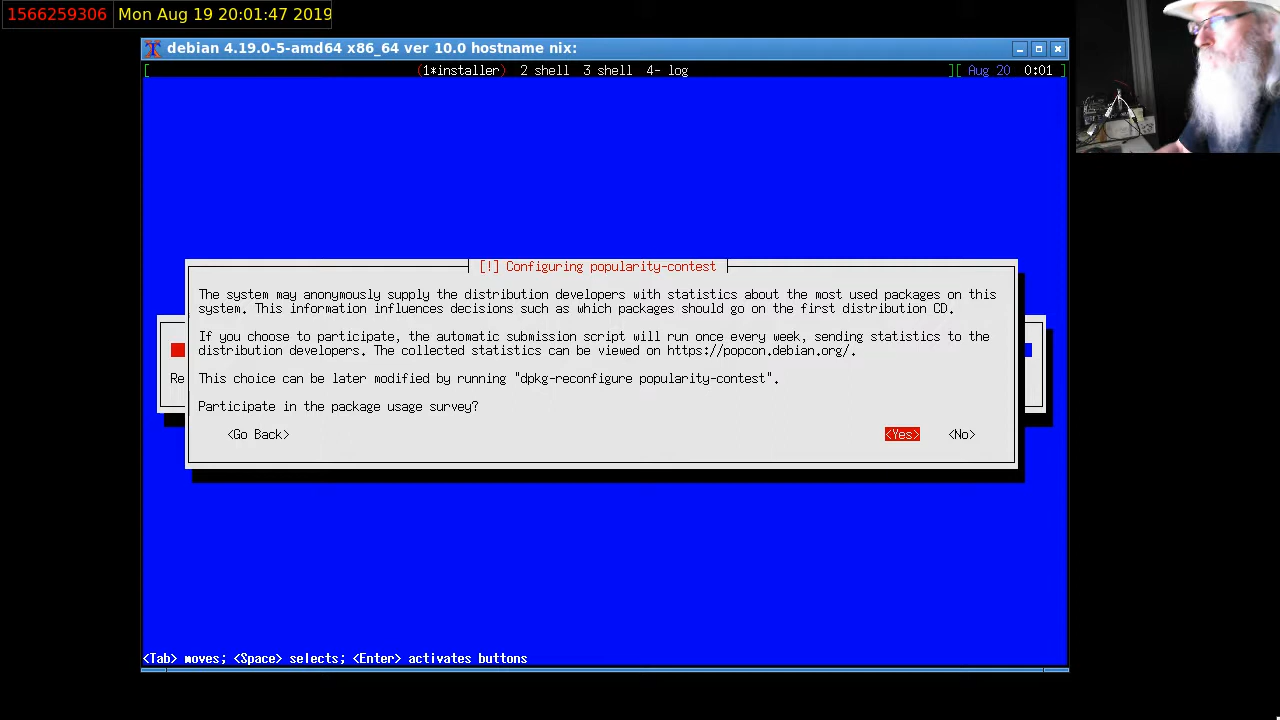 1566259306 Mon Aug 19 20:01:47 2019
debian 4.19.0-5-amd64 x86_64 ver 10.0 hostname nix:
[ (1*installer) 2 shell 3 shell 4- log ][ Aug 20 0:01 ]
[!] Configuring popularity-contest
The system may anonymously supply the distribution developers with statistics about the most used packages on this
system. This information influences decisions such as which packages should go on the first distribution CD.
If you choose to participate, the automatic submission script will run once every week, sending statistics to the
distribution developers. The collected statistics can be viewed on https://popcon.debian.org/.
Re
This choice can be later modified by running "dpkg-reconfigure popularity-contest".
Participate in the package usage survey?
<Go Back> <Yes> <No>
<Tab> moves; <Space> selects; <Enter> activates buttons